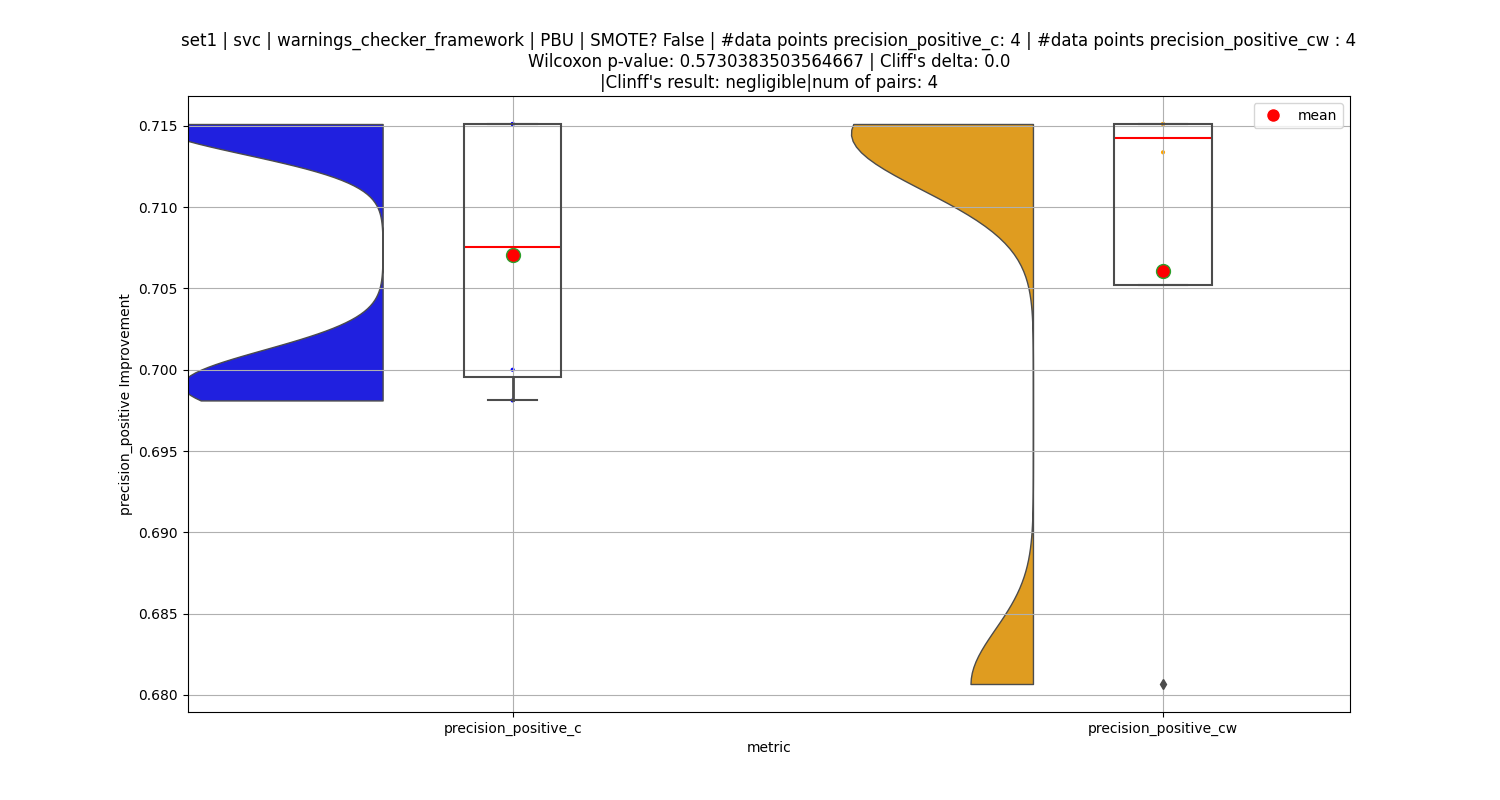 set1 | svc | warnings_checker_framework | PBU | SMOTE? False | #data points precision_positive_c: 4 | #data points precision_positive_cw : 4
Wilcoxon p-value: 0.5730383503564667 | Cliff's delta: 0.0
|Clinff's result: negligible|num of pairs: 4
mean
0.715
0.710
0.705
0.700
0.695
0.690
0.685
0.680
precision_positive Improvement
precision_positive_c
precision_positive_cw
metric